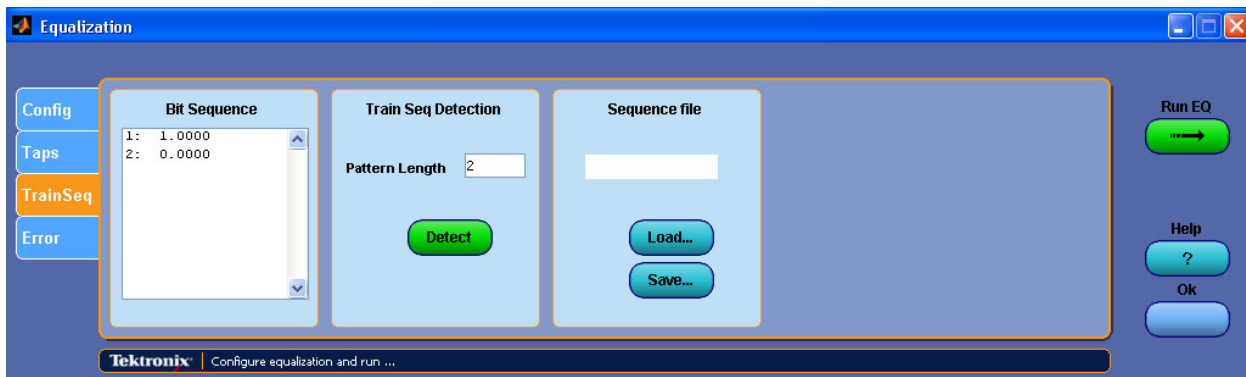 Equalization
Config
Taps
TrainSeq
Error
Bit Sequence
1: 1.0000
2: 0.0000
Train Seq Detection
Pattern Length 2
Detect
Sequence file
Load...
Save...
Run EQ
Help
?
Ok
Tektronix Configure equalization and run ...